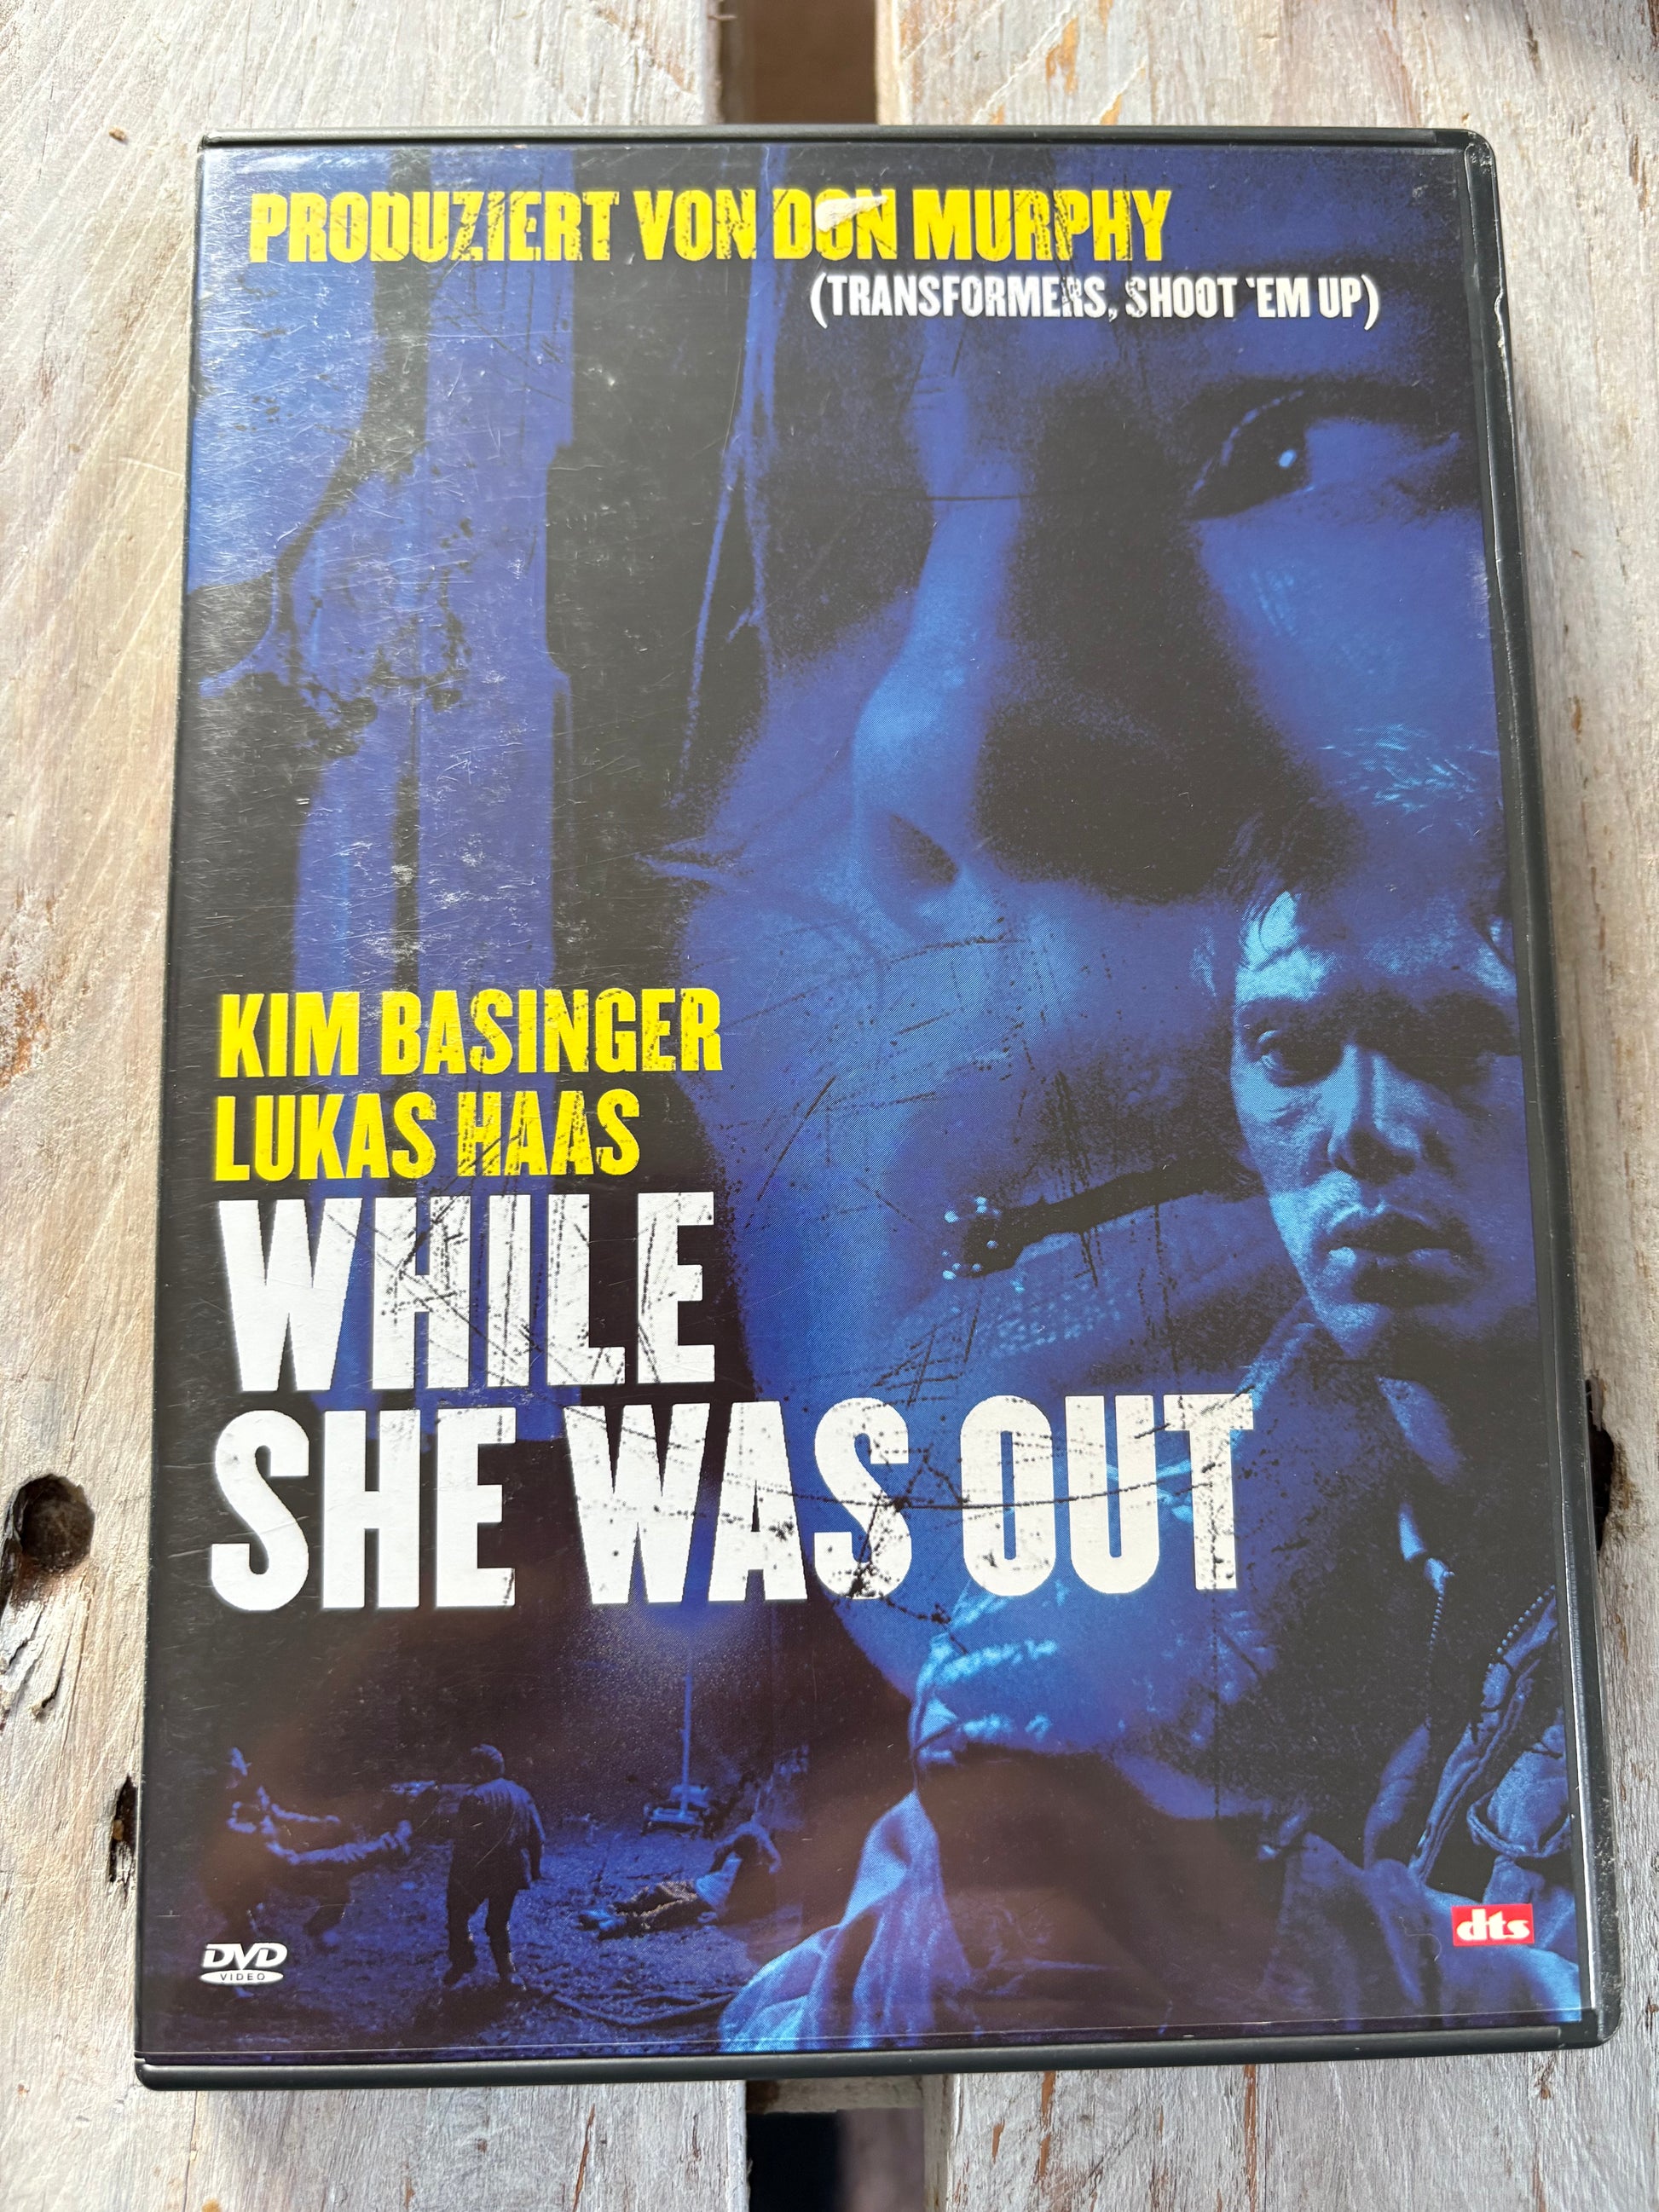 PRODUZIERT VON DON MURPHY
(TRANSFORMERS, SHOOT 'EM UP)
KIM BASINGER
LUKAS HAAS
WHILE
SHE WAS OUT
DVD
VIDEO
dts